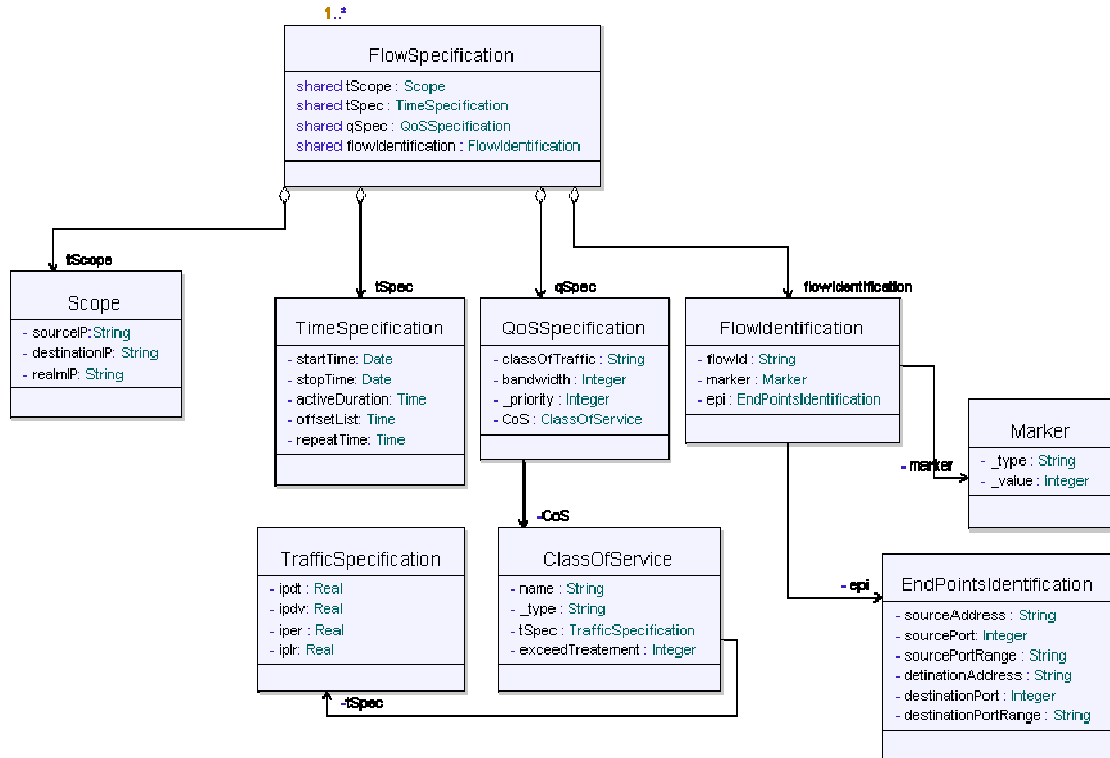 1..*
FlowSpecification
shared tScope : Scope
shared tSpec : TimeSpecification
shared qSpec : QoSSpecification
shared flowIdentification : FlowIdentification
tScope
Scope
- sourceIP:String
- destinationIP: String
- realmIP: String
tSpec
TimeSpecification
- startTime: Date
- stopTime: Date
- activeDuration: Time
- offsetList: Time
- repeatTime: Time
qSpec
QoSSpecification
- classOfTraffic : String
- bandwidth : Integer
- _priority : Integer
- CoS : ClassOfService
flowIdentification
FlowIdentification
- flowId : String
- marker : Marker
- epi : EndPointsIdentification
- marker
Marker
- _type : String
- _value : Integer
-CoS
TrafficSpecification
- ipdt : Real
- ipdv : Real
- iper : Real
- iplr: Real
ClassOfService
- name : String
- _type : String
- tSpec : TrafficSpecification
- exceedTreatement : Integer
-tSpec
- epi
EndPointsIdentification
- sourceAddress : String
- sourcePort: Integer
- sourcePortRange : String
- detinationAddress : String
- destinationPort : Integer
- destinationPortRange : String